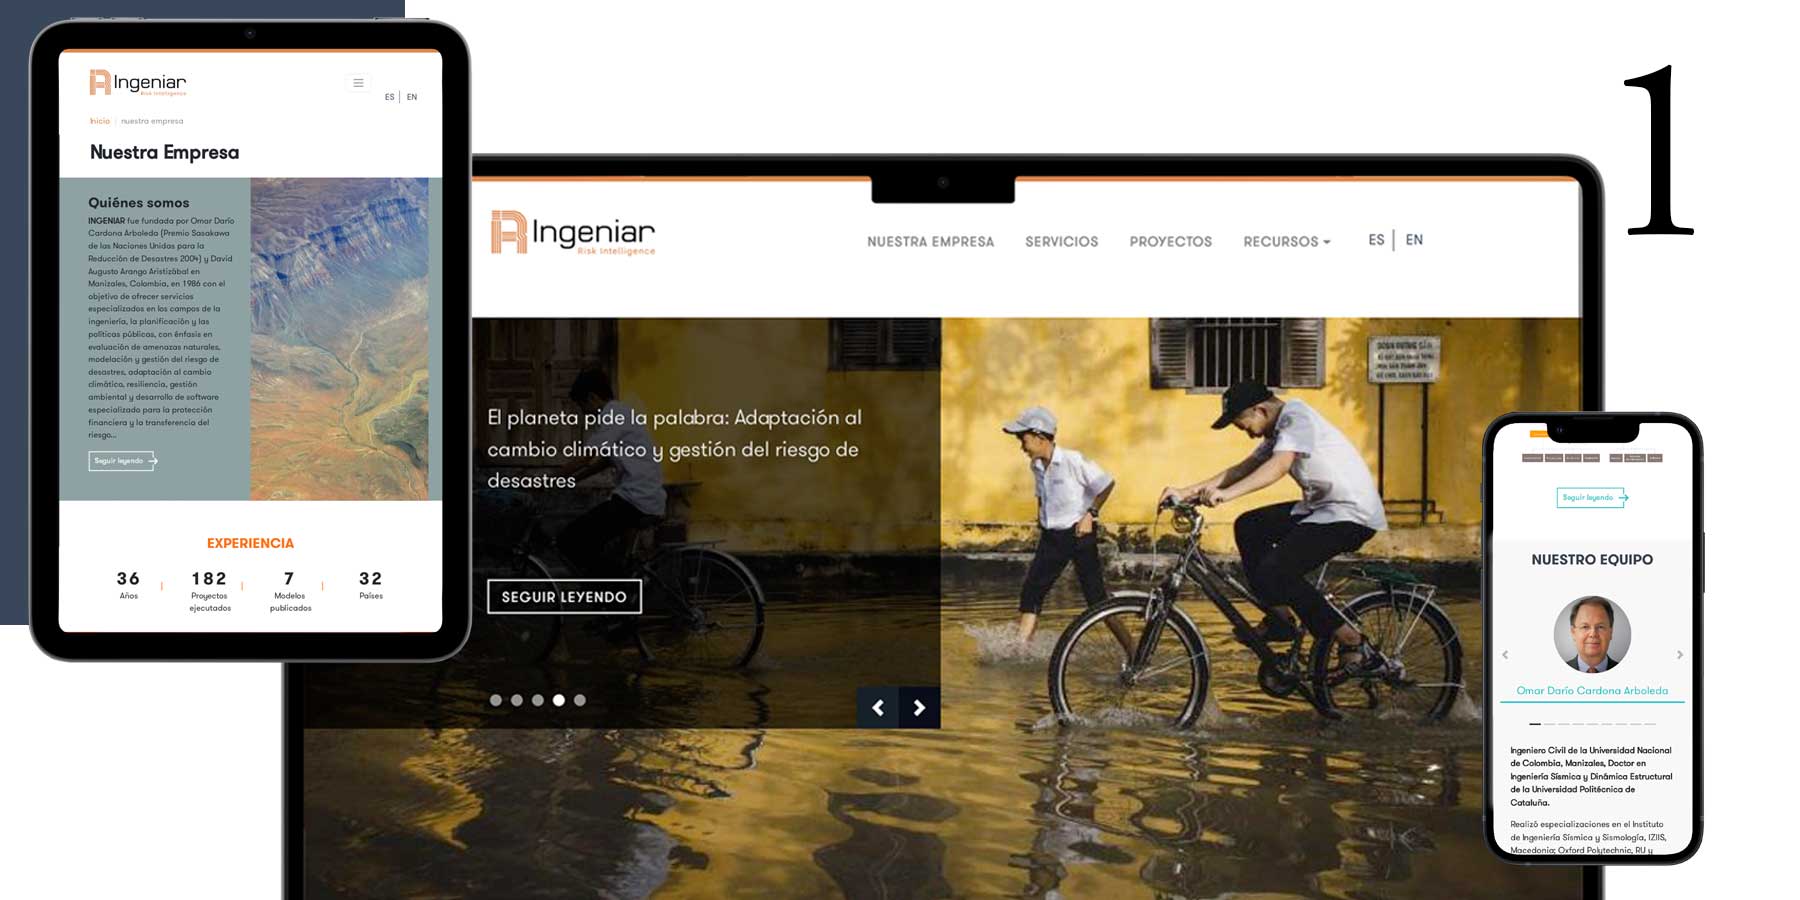 Ingeniar
Risk Intelligence
ES | EN
Inicio | nuestra empresa
Nuestra Empresa
Quiénes somos
INGENIAR fue fundada por Omar Darío
Cardona Arboleda (Premio Sasakawa
de las Naciones Unidas para la
Reducción de Desastres 2004) y David
Augusto Arango Aristizábal en
Manizales, Colombia, en 1986 con el
objetivo de ofrecer servicios
especializados en los campos de la
ingeniería, la planificación y las
políticas públicas, con énfasis en
evaluación de amenazas naturales,
modelación y gestión del riesgo de
desastres, adaptación al cambio
climático, resiliencia, gestión
ambiental y desarrollo de software
especializado para la protección
financiera y la transferencia del
riesgo...
Seguir leyendo
EXPERIENCIA
36 | 182 | 7 | 32
Años Proyectos Modelos Países
ejecutados publicados
1
Ingeniar
Risk Intelligence
NUESTRA EMPRESA SERVICIOS PROYECTOS RECURSOS ES | EN
El planeta pide la palabra: Adaptación al
cambio climático y gestión del riesgo de
desastres
SEGUIR LEYENDO
Seguir leyendo
NUESTRO EQUIPO
Omar Darío Cardona Arboleda
Ingeniero Civil de la Universidad Nacional
de Colombia, Manizales, Doctor en
Ingeniería Sísmica y Dinámica Estructural
de la Universidad Politécnica de
Cataluña.
Realizó especializaciones en el Instituto
de Ingeniería Sísmica y Sismología, IZIIS,
Macedonia; Oxford Polytechnic, RU y